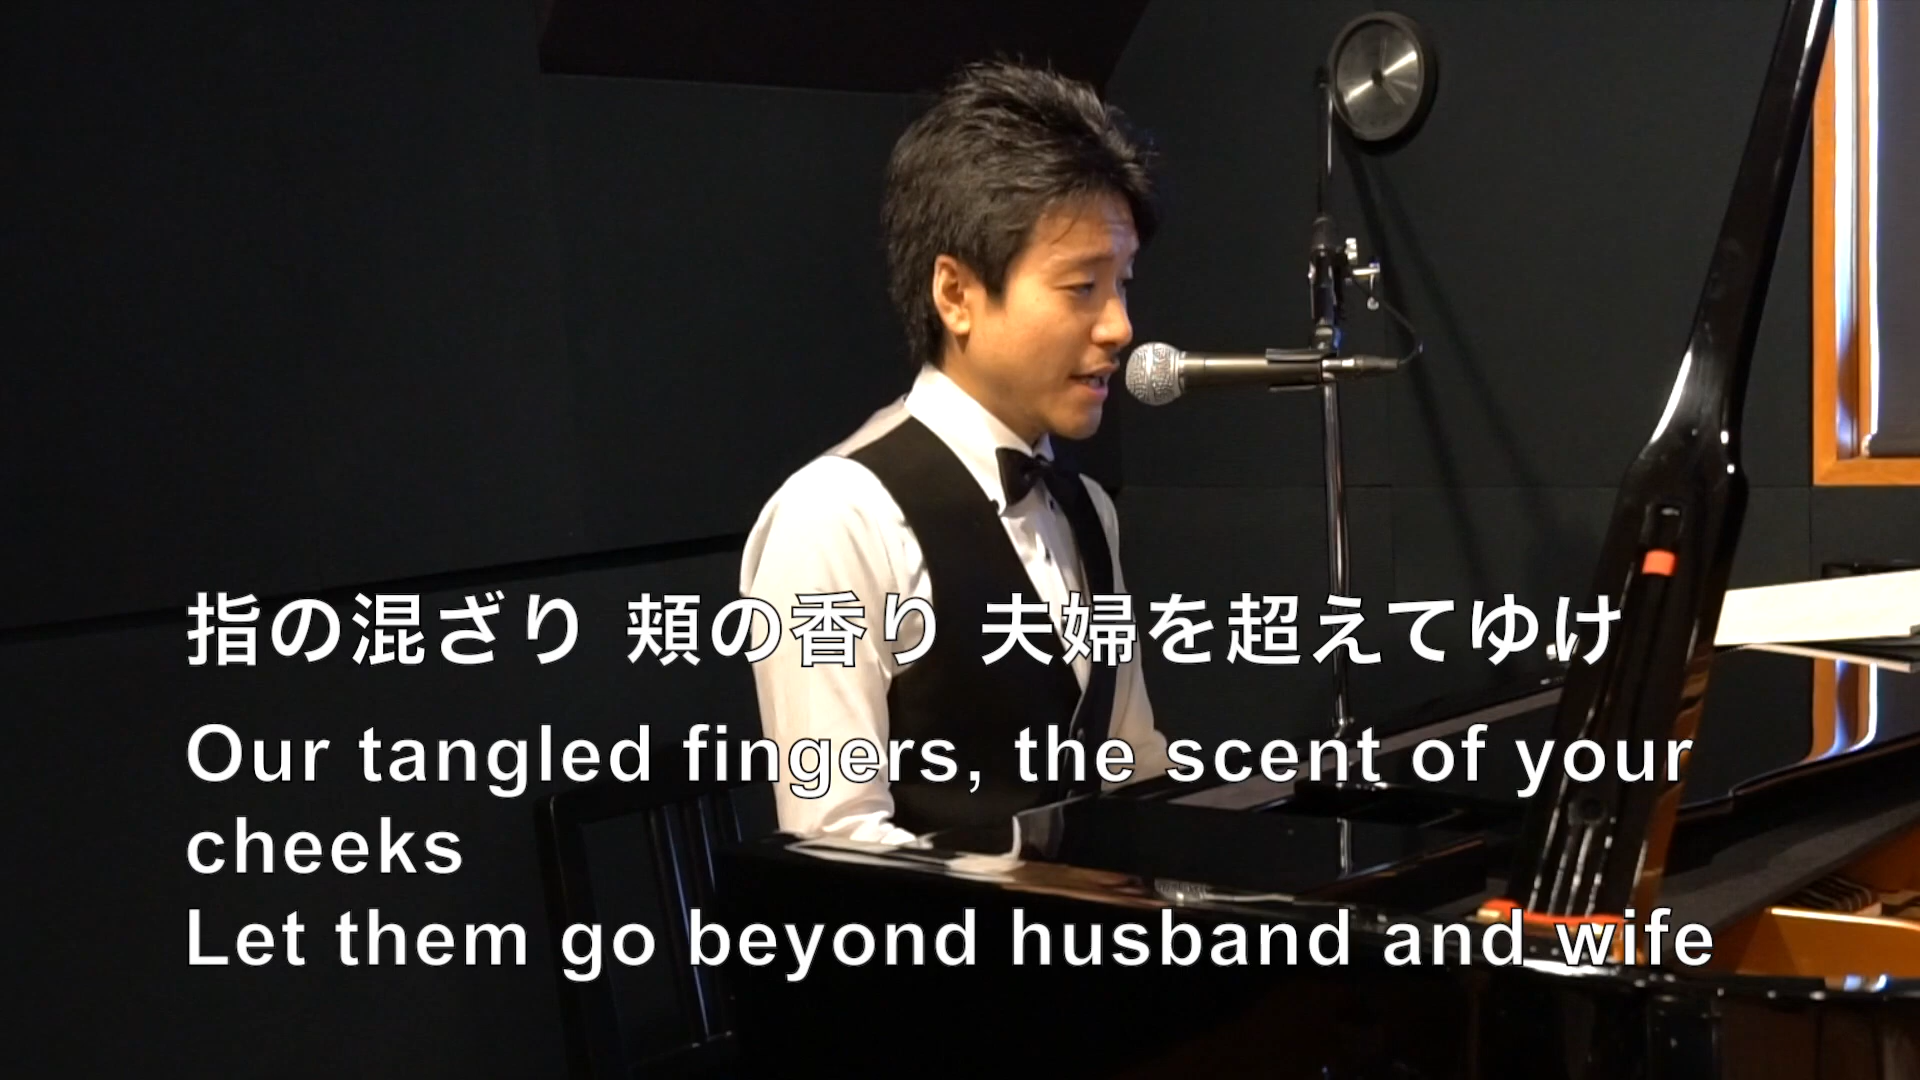 指の混ざり 頬の香り 夫婦を超えてゆけ
Our tangled fingers, the scent of your
cheeks
Let them go beyond husband and wife